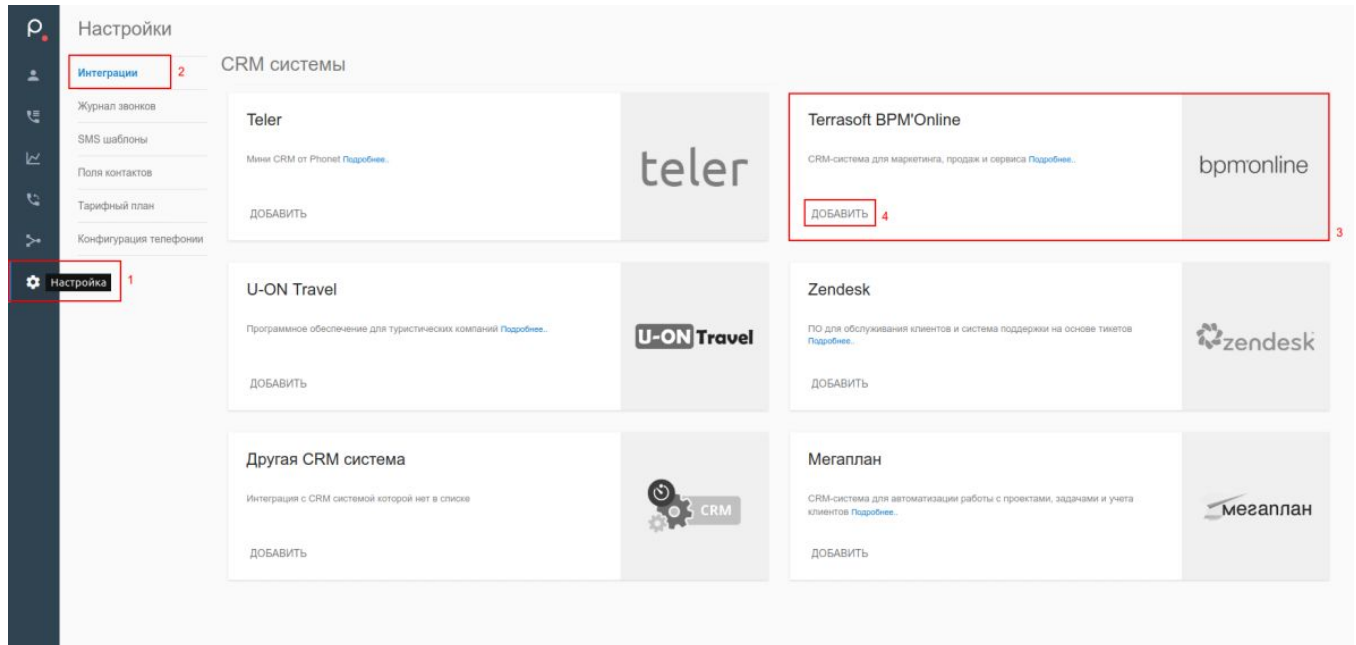 Настройки
Интеграции 2
Журнал звонков
SMS шаблоны
Поля контактов
Тарифный план
Конфигурация телефонии
Настройка 1
CRM системы
Teler
Мини CRM от Phonet Подробнее..
ДОБАВИТЬ
teler
Terrasoft BPM'Online
CRM-система для маркетинга, продаж и сервиса Подробнее..
ДОБАВИТЬ 4
bpm'online
3
U-ON Travel
Программное обеспечение для туристических компаний Подробнее..
ДОБАВИТЬ
U-ON Travel
Zendesk
ПО для обслуживания клиентов и система поддержки на основе тикетов
Подробнее..
ДОБАВИТЬ
zendesk
Другая CRM система
Интеграция с CRM системой которой нет в списке
ДОБАВИТЬ
CRM
Мегаплан
CRM-система для автоматизации работы с проектами, задачами и учета
клиентов Подробнее..
ДОБАВИТЬ
мегаплан